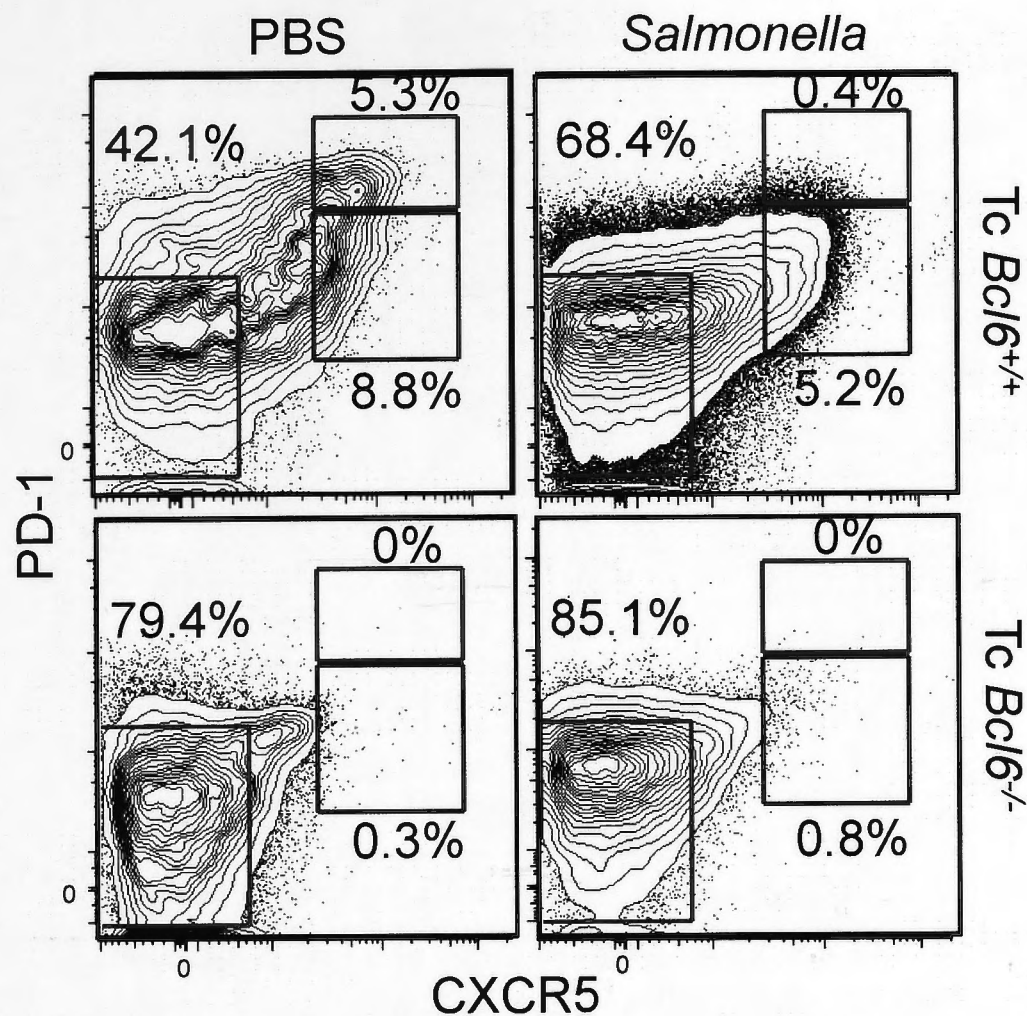 PBS
Salmonella
5.3%
42.1%
8.8%
0.4%
68.4%
5.2%
Tc Bcl6+/+
0
PD-1
0%
79.4%
0.3%
0%
85.1%
0.8%
Tc Bcl6-/-
0
0
0
CXCR5